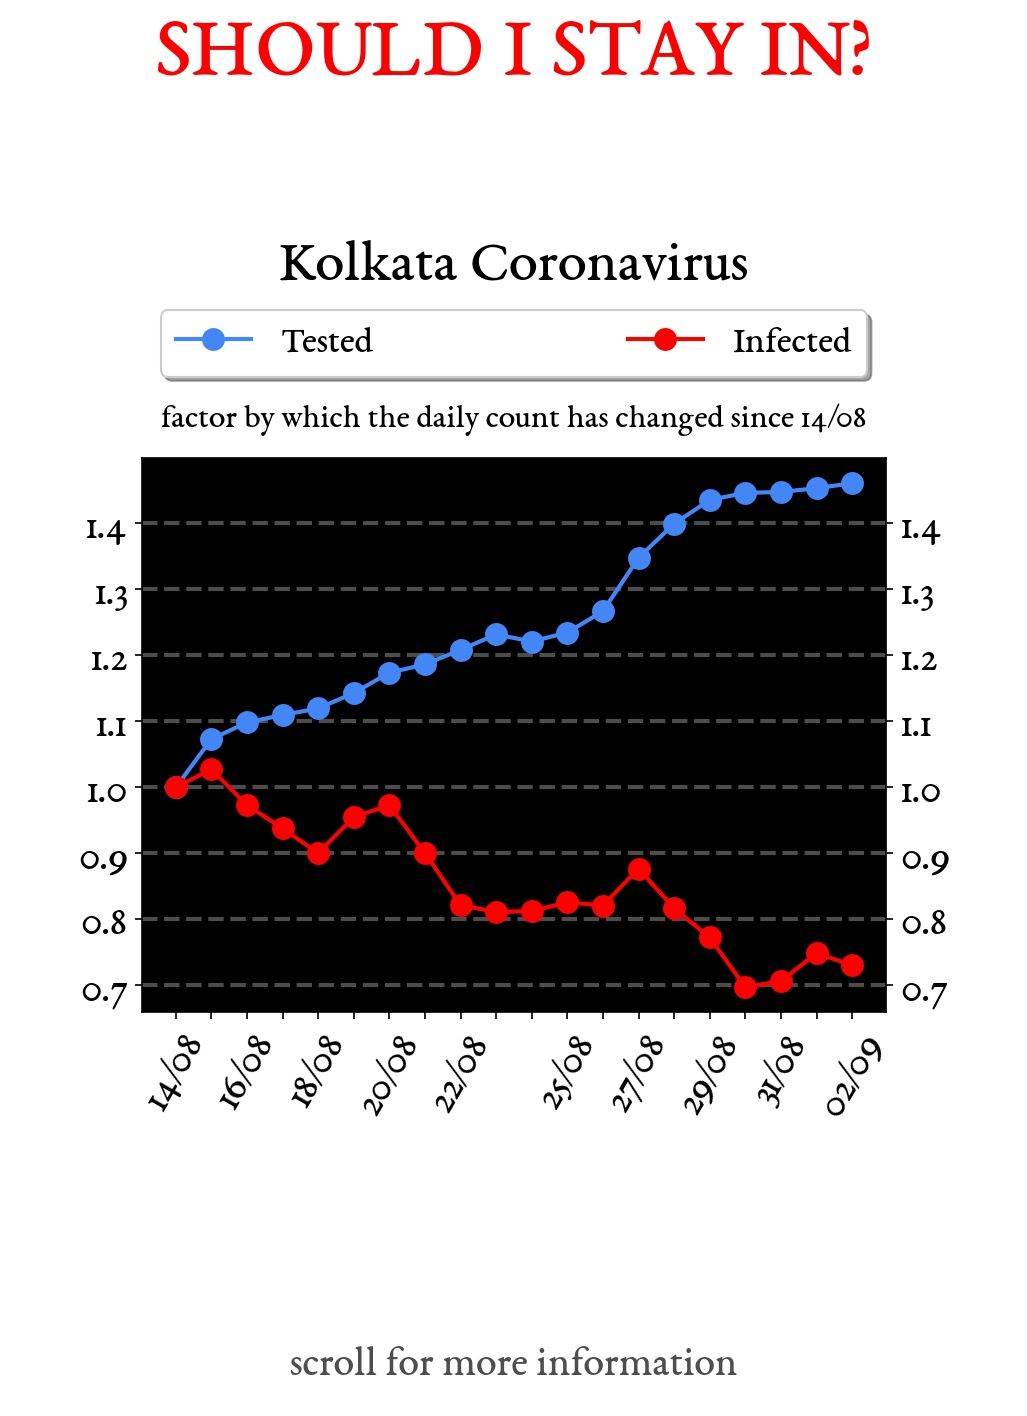 SHOULD I STAY IN?
Kolkata Coronavirus
Tested Infected
factor by which the daily count has changed since 14/08
1.4 1.4
1.3 1.3
1.2 1.2
1.1 1.1
1.0 1.0
0.9 0.9
0.8 0.8
0.7 0.7
14/08 16/08 18/08 20/08 22/08 25/08 27/08 29/08 31/08 02/09
scroll for more information